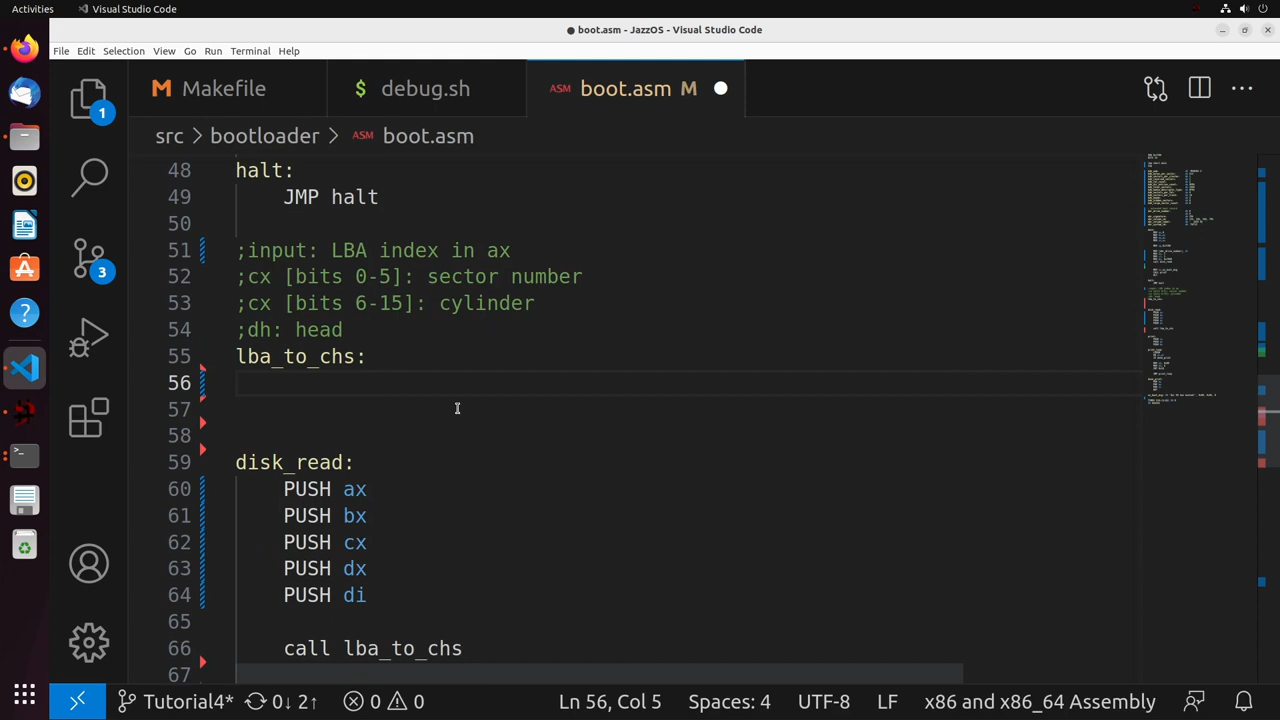 Activities
Visual Studio Code
● boot.asm - JazzOS - Visual Studio Code
File Edit Selection View Go Run Terminal Help
Makefile
debug.sh
ASM boot.asm M
src > bootloader > ASM boot.asm
1
3
48 halt:
49 JMP halt
50
51 ;input: LBA index in ax
52 ;cx [bits 0-5]: sector number
53 ;cx [bits 6-15]: cylinder
54 ;dh: head
55 lba_to_chs:
56
57
58
59 disk_read:
60 PUSH ax
61 PUSH bx
62 PUSH cx
63 PUSH dx
64 PUSH di
65
66 call lba_to_chs
67
Tutorial4* 0↓ 2↑ 0 0 Ln 56, Col 5 Spaces: 4 UTF-8 LF x86 and x86_64 Assembly